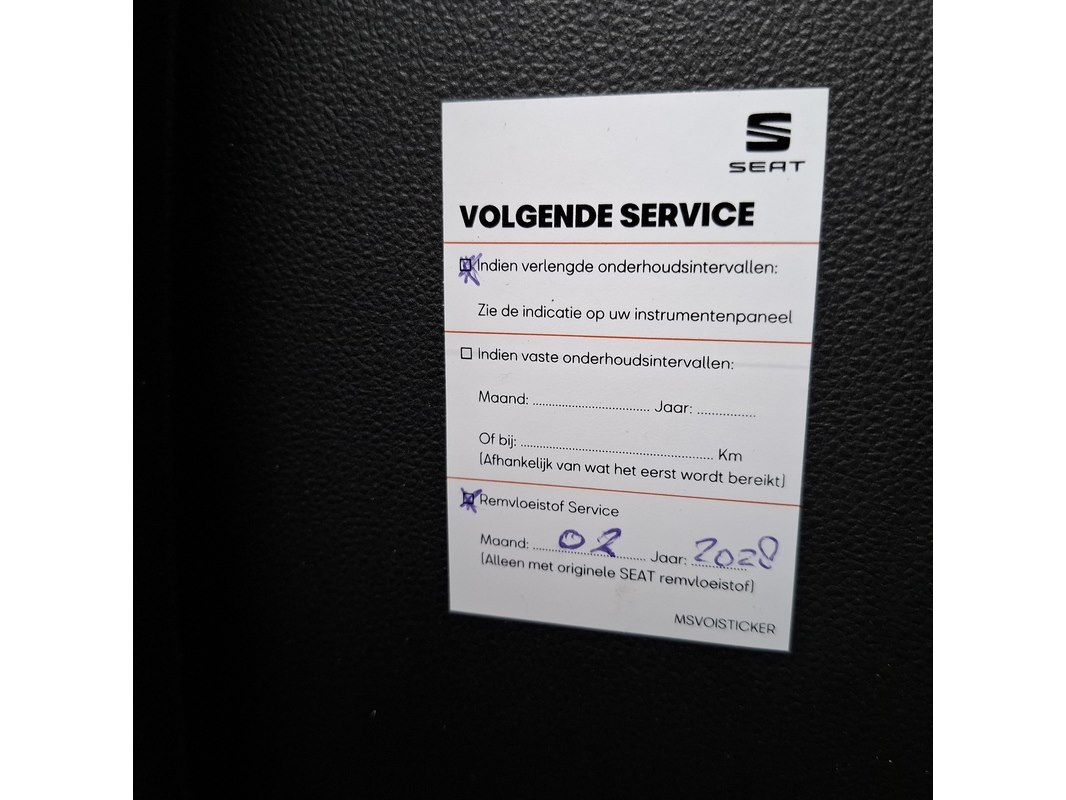 SEAT
VOLGENDE SERVICE
Indien verlengde onderhoudsintervallen:
Zie de indicatie op uw instrumentenpaneel
Indien vaste onderhoudsintervallen:
Maand: ........................ Jaar: ............
Of bij: ........................................ Km
(Afhankelijk van wat het eerst wordt bereikt)
Remvloeistof Service
Maand: 02 Jaar: 2028
(Alleen met originele SEAT remvloeistof)
MSVOISTICKER